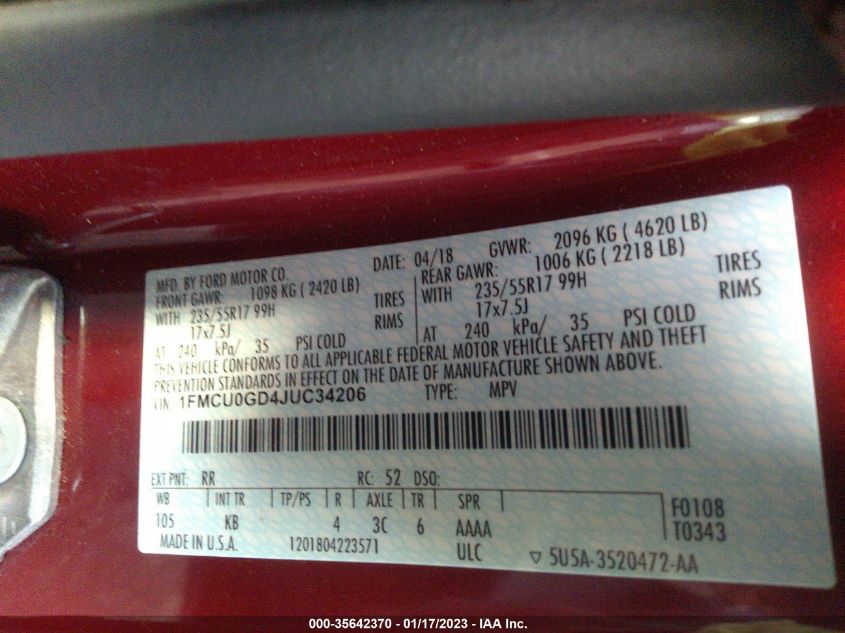 MFD. BY FORD MOTOR CO. DATE: 04/18 GVWR: 2096 KG ( 4620 LB)
FRONT GAWR: 1098 KG ( 2420 LB) REAR GAWR: 1006 KG ( 2218 LB)
WITH 235/55R17 99H TIRES WITH 235/55R17 99H TIRES
17x7.5J RIMS 17x7.5J RIMS
AT 240 kPa/ 35 PSI COLD AT 240 kPa/ 35 PSI COLD
THIS VEHICLE CONFORMS TO ALL APPLICABLE FEDERAL MOTOR VEHICLE SAFETY AND THEFT
PREVENTION STANDARDS IN EFFECT ON THE DATE OF MANUFACTURE SHOWN ABOVE.
VIN 1FMCU0GD4JUC34206 TYPE: MPV
EXT PNT: RR RC: 52 DSO:
WB INT TR TP/PS R AXLE TR SPR
105 KB 4 3C 6 AAAA
F0108
T0343
MADE IN U.S.A. 1201804223571 ULC ▽ 5U5A-3520472-AA
000-35642370 - 01/17/2023 - IAA Inc.